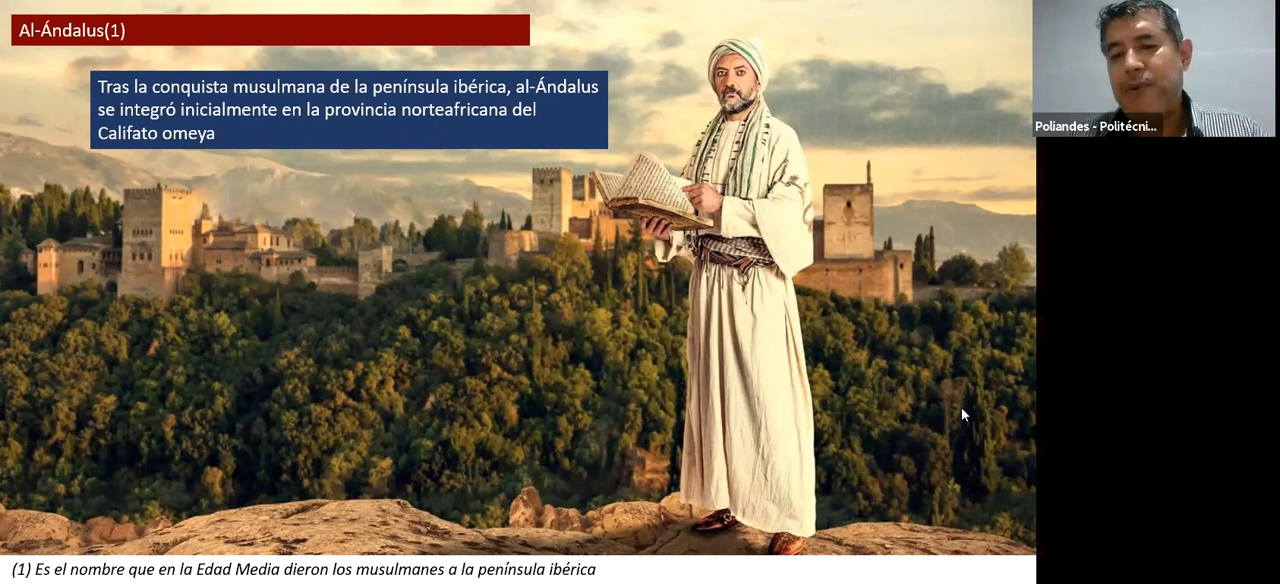 Al-Ándalus(1)
Tras la conquista musulmana de la península ibérica, al-Ándalus
se integró inicialmente en la provincia norteafricana del
Califato omeya
Poliandes - Politécni...
(1) Es el nombre que en la Edad Media dieron los musulmanes a la península ibérica